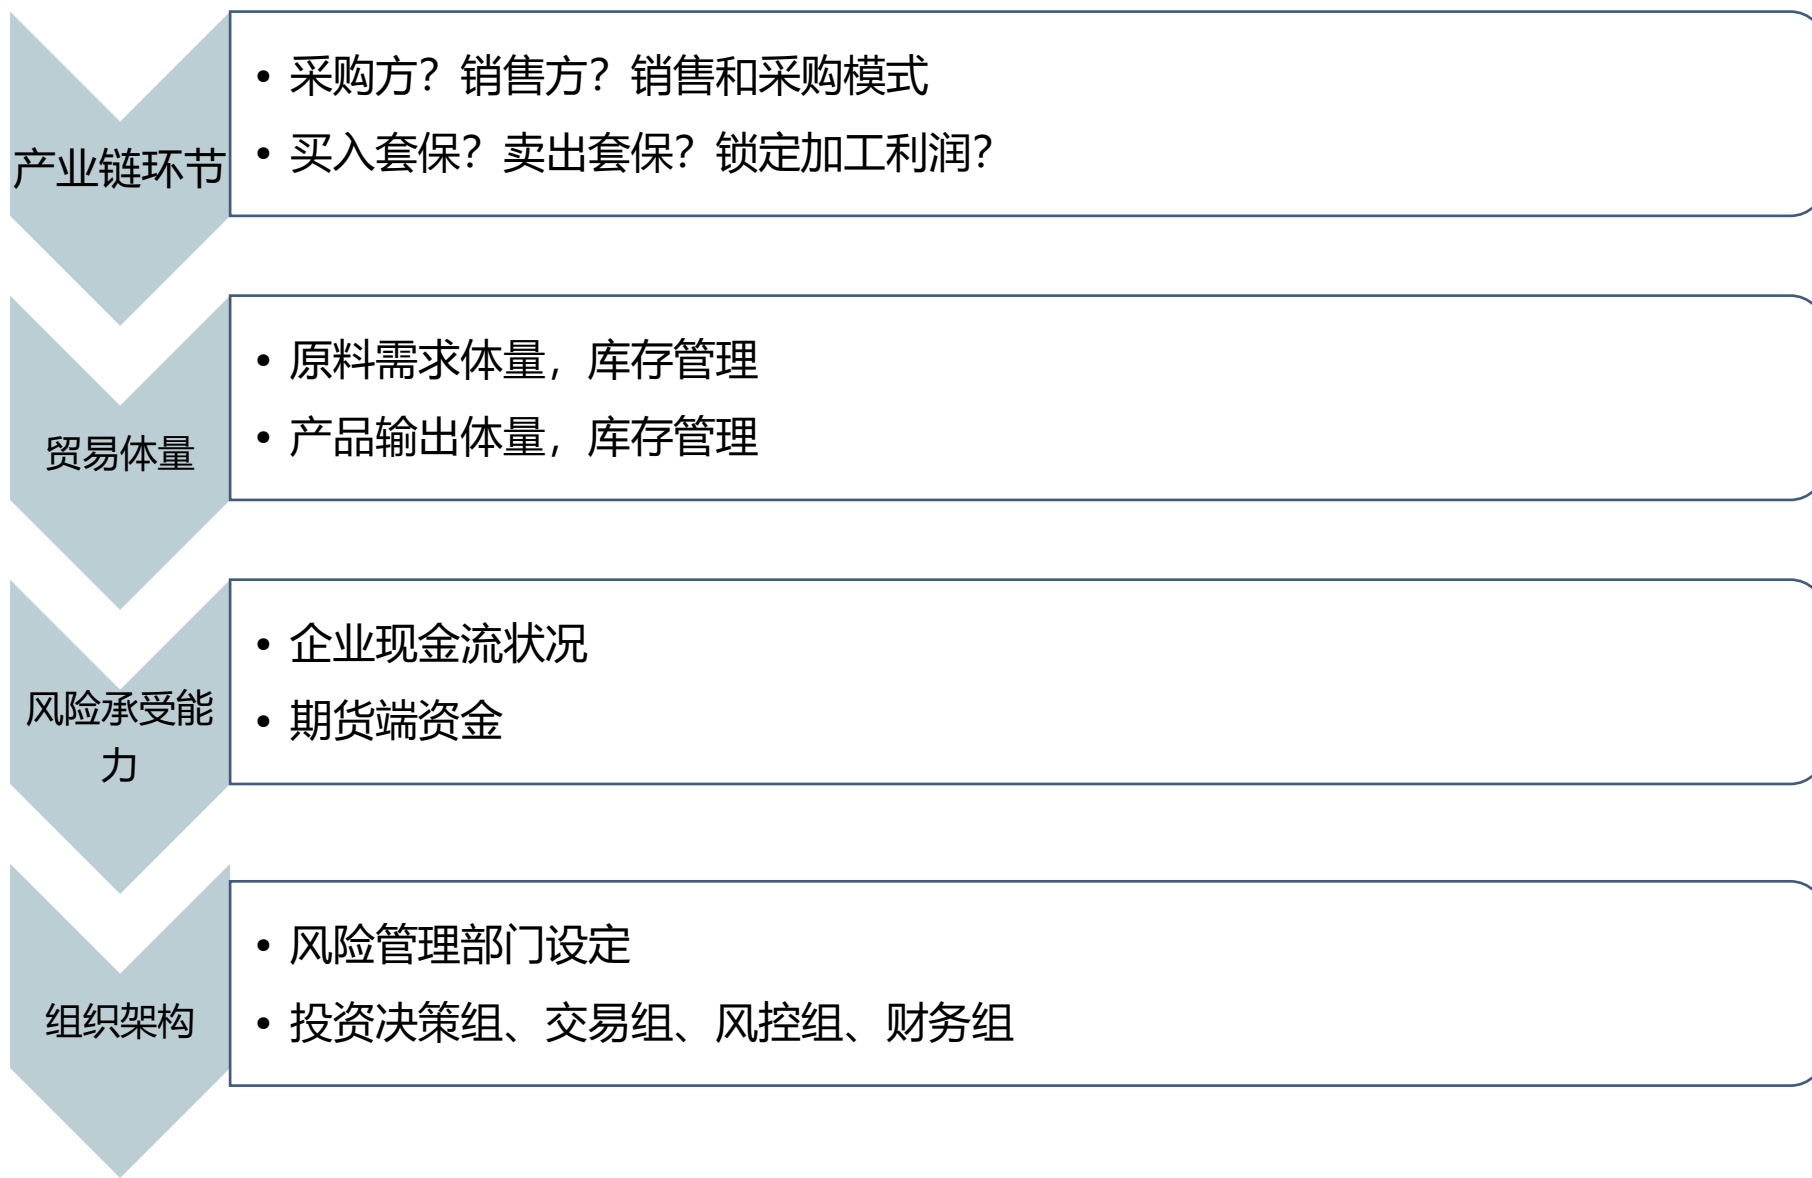 产业链环节
• 采购方？销售方？销售和采购模式
• 买入套保？卖出套保？锁定加工利润？
贸易体量
• 原料需求体量，库存管理
• 产品输出体量，库存管理
风险承受能
力
• 企业现金流状况
• 期货端资金
组织架构
• 风险管理部门设定
• 投资决策组、交易组、风控组、财务组